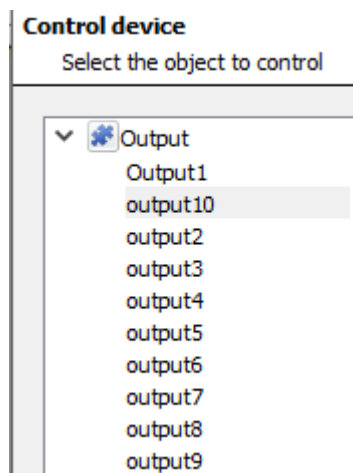 Control device
Select the object to control
Output
Output1
output10
output2
output3
output4
output5
output6
output7
output8
output9